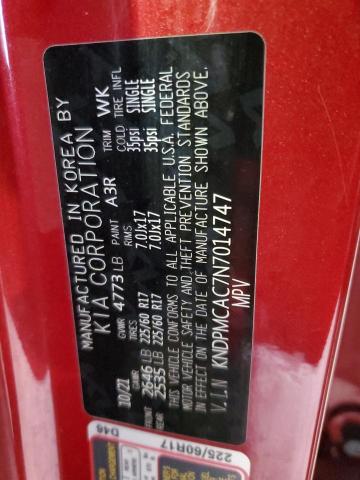 MANUFACTURED IN KOREA BY
KIA CORPORATION
10/21 GVWR 4773 LB PAINT A3R TRIM WK
GAWR TIRES RIMS COLD TIRE INFL
FRONT 2646 LB 225/60 R17 7.0Jx17 35psi SINGLE
REAR 2535 LB 225/60 R17 7.0Jx17 35psi SINGLE
THIS VEHICLE CONFORMS TO ALL APPLICABLE U.S.A. FEDERAL
MOTOR VEHICLE SAFETY AND THEFT PREVENTION STANDARDS
IN EFFECT ON THE DATE OF MANUFACTURE SHOWN ABOVE.
V.I.N KNDPMCAC7N7014747
MPV
D46
225/60R17